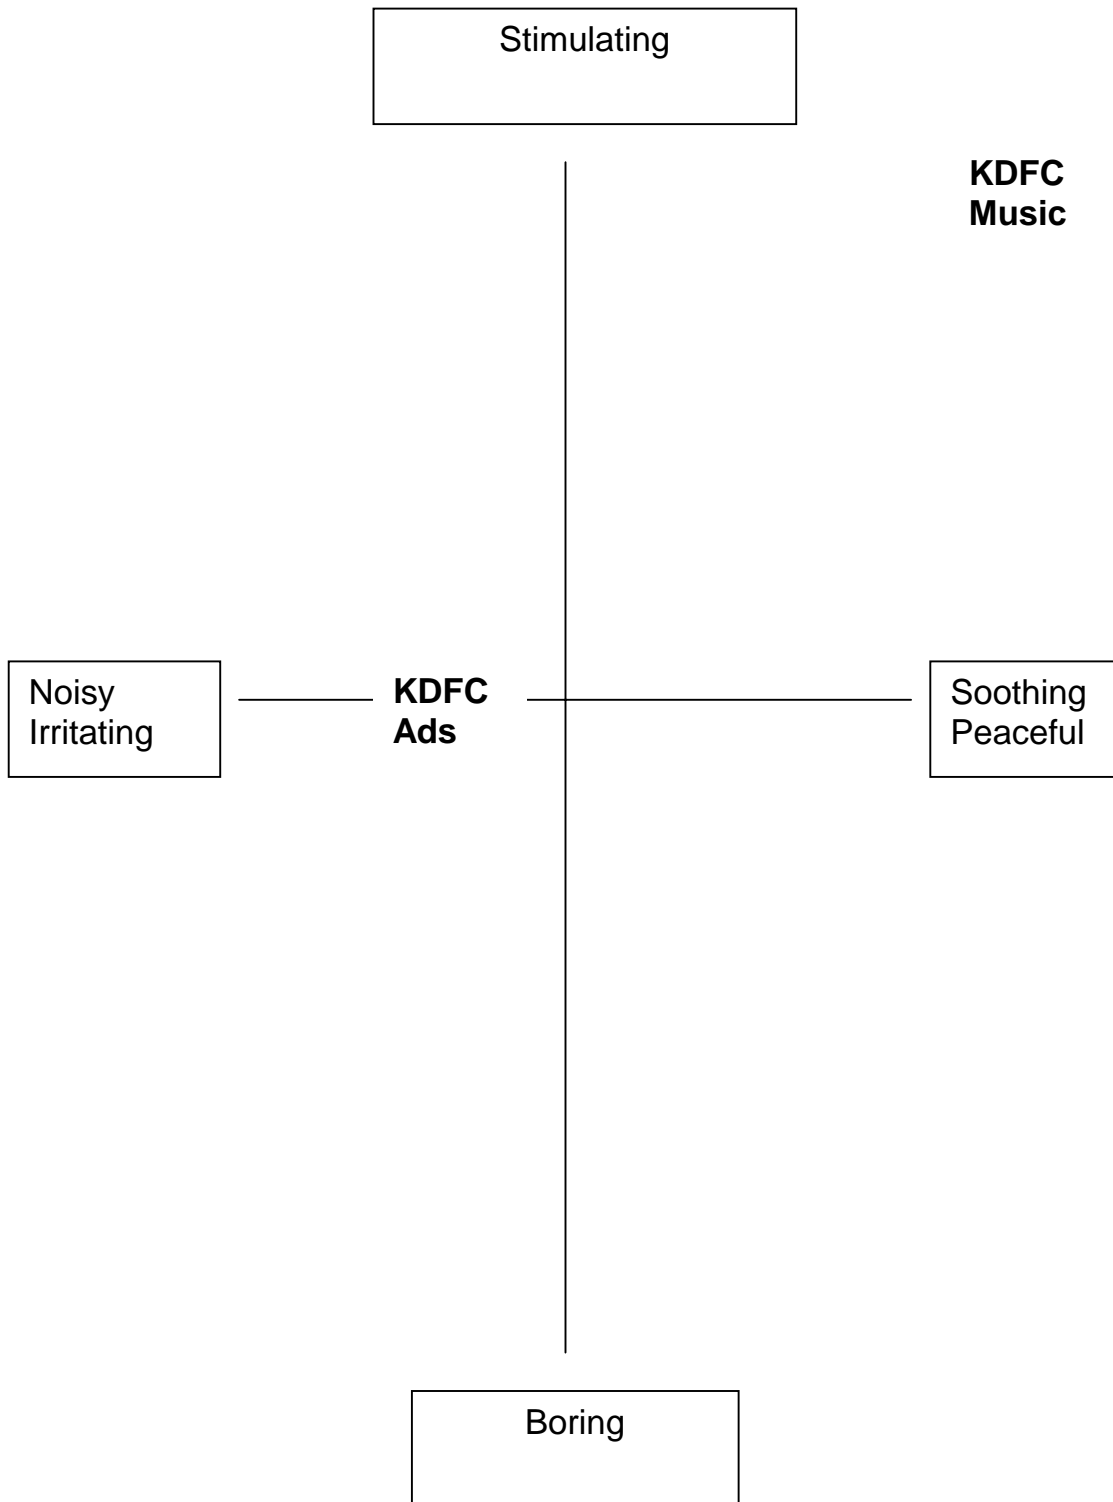 Stimulating
KDFC
Music
Noisy
Irritating
KDFC
Ads
Soothing
Peaceful
Boring